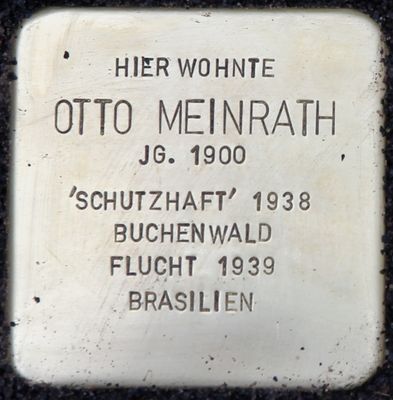 HIER WOHNTE
OTTO MEINRATH
JG. 1900
'SCHUTZHAFT' 1938
BUCHENWALD
FLUCHT 1939
BRASILIEN